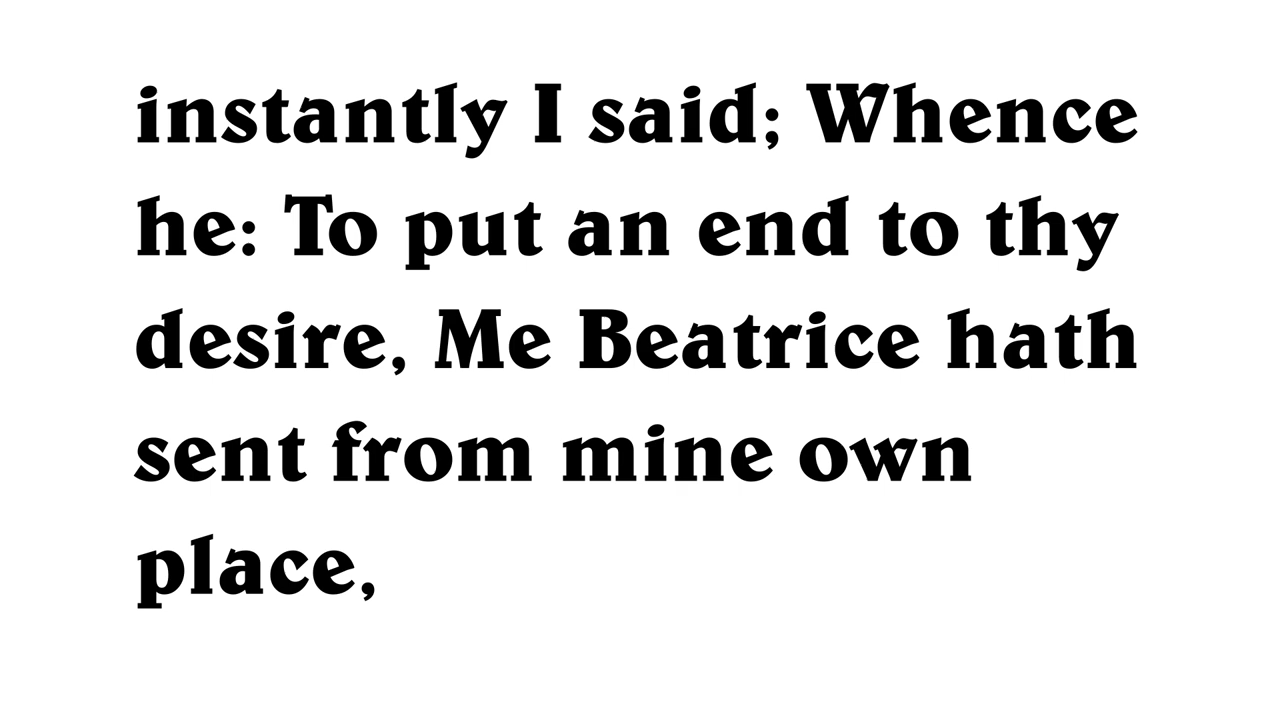 instantly I said; Whence
he: To put an end to thy
desire, Me Beatrice hath
sent from mine own
place,